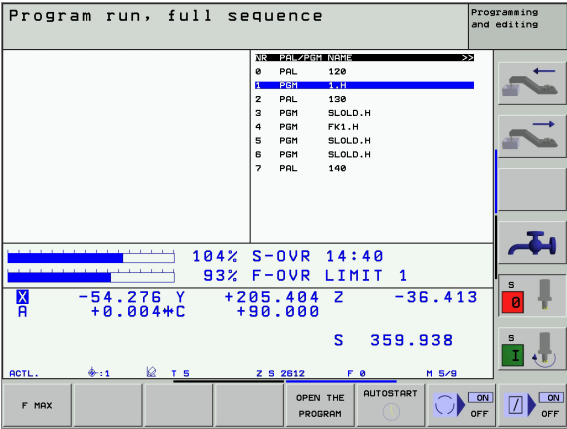 Program run, full sequence
Programming
and editing
NR PAL/PGM NAME >>
0 PAL 120
1 PGM 1.H
2 PAL 130
3 PGM SLOLD.H
4 PGM FK1.H
5 PGM SLOLD.H
6 PGM SLOLD.H
7 PAL 140
104% S-OVR 14:40
93% F-OVR LIMIT 1
X -54.276 Y +205.404 Z -36.413
A +0.004 C +90.000
S 359.938
ACTL. :1 T 5 Z S 2612 F 0 M 5/9
S
0
S
I
F MAX
OPEN THE
PROGRAM
AUTOSTART
ON
OFF
ON
OFF